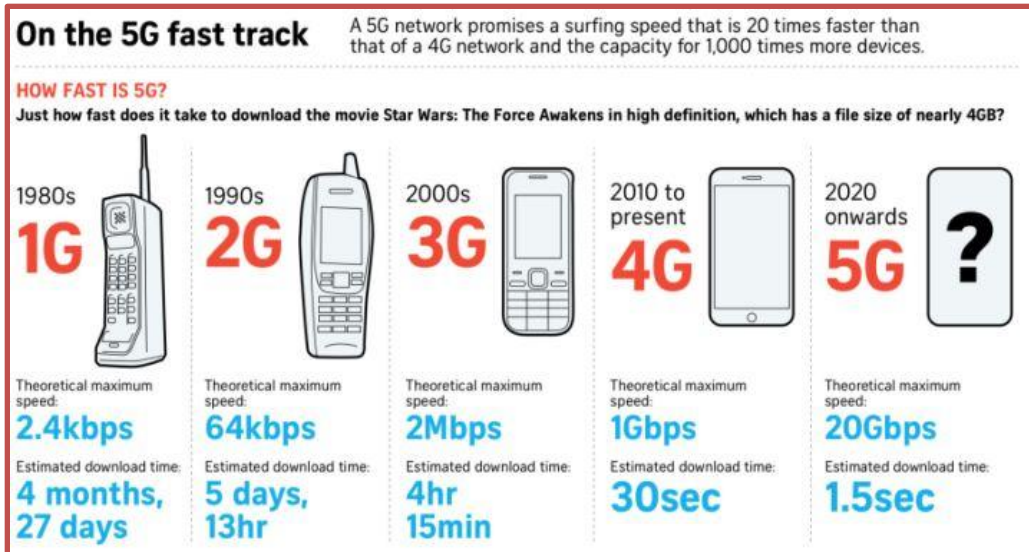 On the 5G fast track
A 5G network promises a surfing speed that is 20 times faster than
that of a 4G network and the capacity for 1,000 times more devices.
HOW FAST IS 5G?
Just how fast does it take to download the movie Star Wars: The Force Awakens in high definition, which has a file size of nearly 4GB?
1980s
1G
Theoretical maximum
speed:
2.4kbps
Estimated download time:
4 months,
27 days
1990s
2G
Theoretical maximum
speed:
64kbps
Estimated download time:
5 days,
13hr
2000s
3G
Theoretical maximum
speed:
2Mbps
Estimated download time:
4hr
15min
2010 to
present
4G
Theoretical maximum
speed:
1Gbps
Estimated download time:
30sec
2020
onwards
5G
?
Theoretical maximum
speed:
20Gbps
Estimated download time:
1.5sec